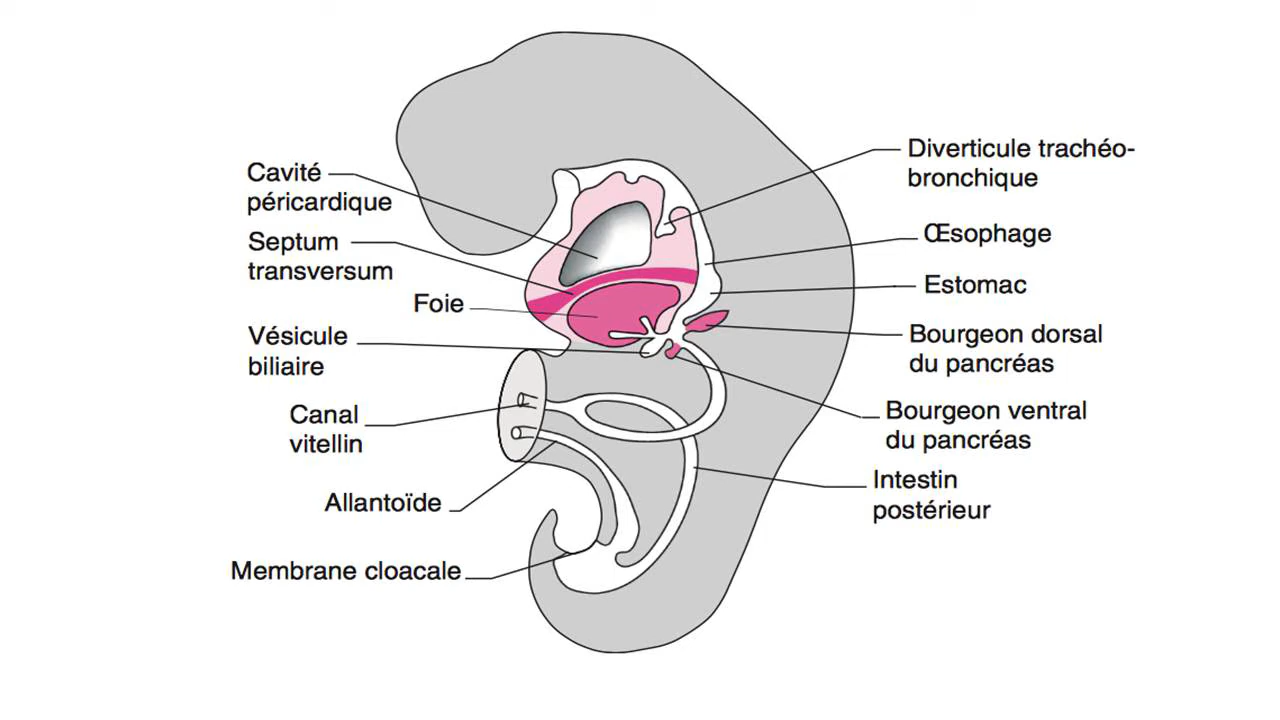 Cavité
péricardique
Septum
transversum
Foie
Vésicule
biliaire
Canal
vitellin
Allantoïde
Membrane cloacale
Diverticule trachéo-
bronchique
Œsophage
Estomac
Bourgeon dorsal
du pancréas
Bourgeon ventral
du pancréas
Intestin
postérieur